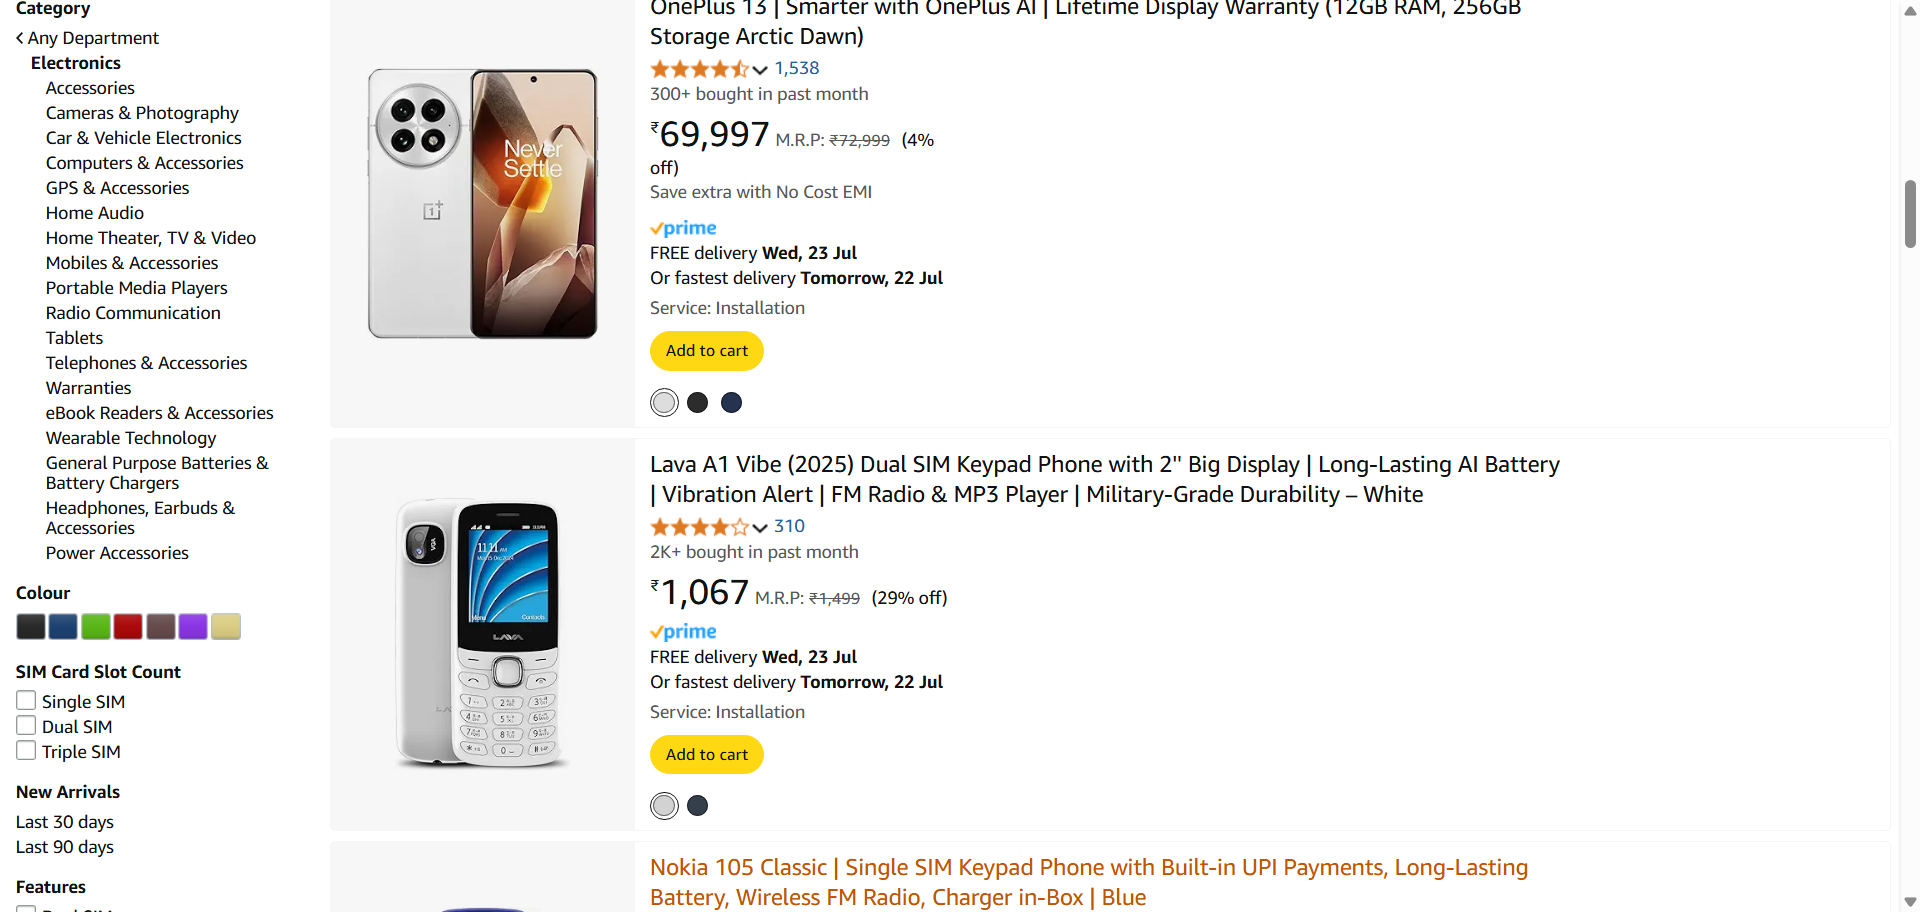 Category
Any Department
Electronics
Accessories
Cameras & Photography
Car & Vehicle Electronics
Computers & Accessories
GPS & Accessories
Home Audio
Home Theater, TV & Video
Mobiles & Accessories
Portable Media Players
Radio Communication
Tablets
Telephones & Accessories
Warranties
eBook Readers & Accessories
Wearable Technology
General Purpose Batteries &
Battery Chargers
Headphones, Earbuds &
Accessories
Power Accessories
Colour
SIM Card Slot Count
Single SIM
Dual SIM
Triple SIM
New Arrivals
Last 30 days
Last 90 days
Features
Dual SIM
Never
Settle
OnePlus 13 | Smarter with OnePlus AI | Lifetime Display Warranty (12GB RAM, 256GB
Storage Arctic Dawn)
1,538
300+ bought in past month
₹69,997 M.R.P: ₹72,999 (4%
off)
Save extra with No Cost EMI
prime
FREE delivery Wed, 23 Jul
Or fastest delivery Tomorrow, 22 Jul
Service: Installation
Add to cart
VGA
11:11 AM
Menu Contacts
LAVA
Lava A1 Vibe (2025) Dual SIM Keypad Phone with 2" Big Display | Long-Lasting AI Battery
| Vibration Alert | FM Radio & MP3 Player | Military-Grade Durability – White
310
2K+ bought in past month
₹1,067 M.R.P: ₹1,499 (29% off)
prime
FREE delivery Wed, 23 Jul
Or fastest delivery Tomorrow, 22 Jul
Service: Installation
Add to cart
Nokia 105 Classic | Single SIM Keypad Phone with Built-in UPI Payments, Long-Lasting
Battery, Wireless FM Radio, Charger in-Box | Blue